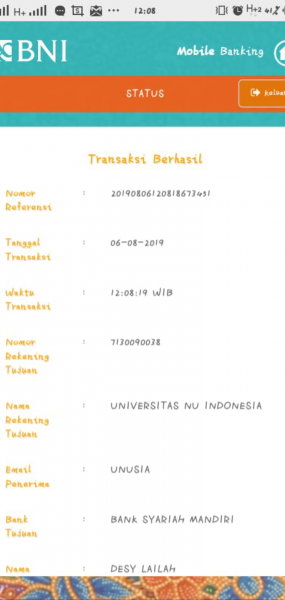 12:08
H+2 41%
BNI
Mobile Banking
STATUS
Transaksi Berhasil
Nomor Referensi : 20190806120818673451
Tanggal Transaksi : 06-08-2019
Waktu Transaksi : 12:08:19 WIB
Nomor Rekening Tujuan : 7130090038
Nama Rekening Tujuan : UNIVERSITAS NU INDONESIA
Email Penerima : UNUSIA
Bank Tujuan : BANK SYARIAH MANDIRI
Nama : DESY LAILAH